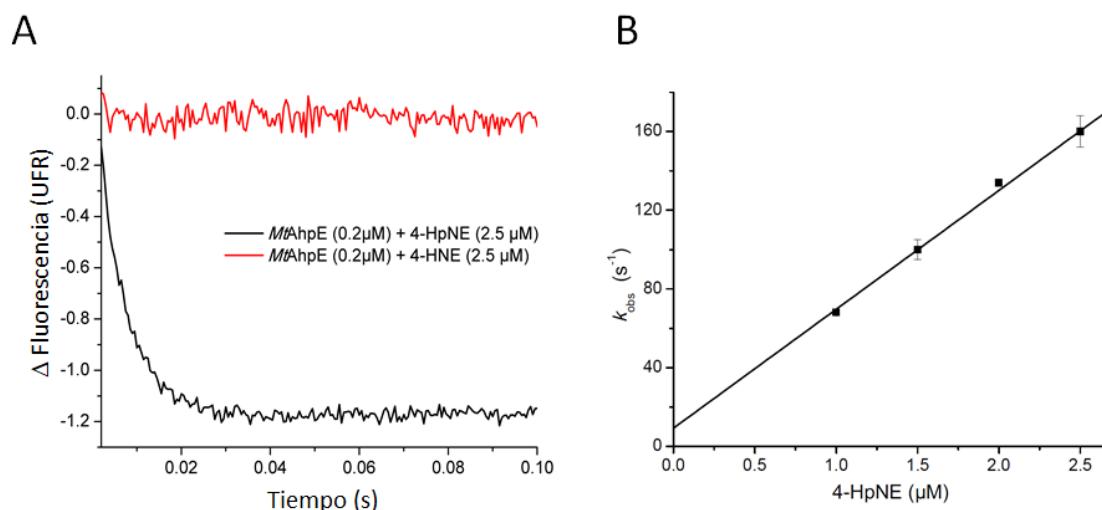 A
Δ Fluorescencia (UFR)
0.0
-0.2
-0.4
-0.6
-0.8
-1.0
-1.2
MtAhpE (0.2μM) + 4-HpNE (2.5 μM)
MtAhpE (0.2μM) + 4-HNE (2.5 μM)
0.02 0.04 0.06 0.08 0.10
Tiempo (s)
B
k obs (s⁻¹)
160
120
80
40
0
0.0 0.5 1.0 1.5 2.0 2.5
4-HpNE (μM)